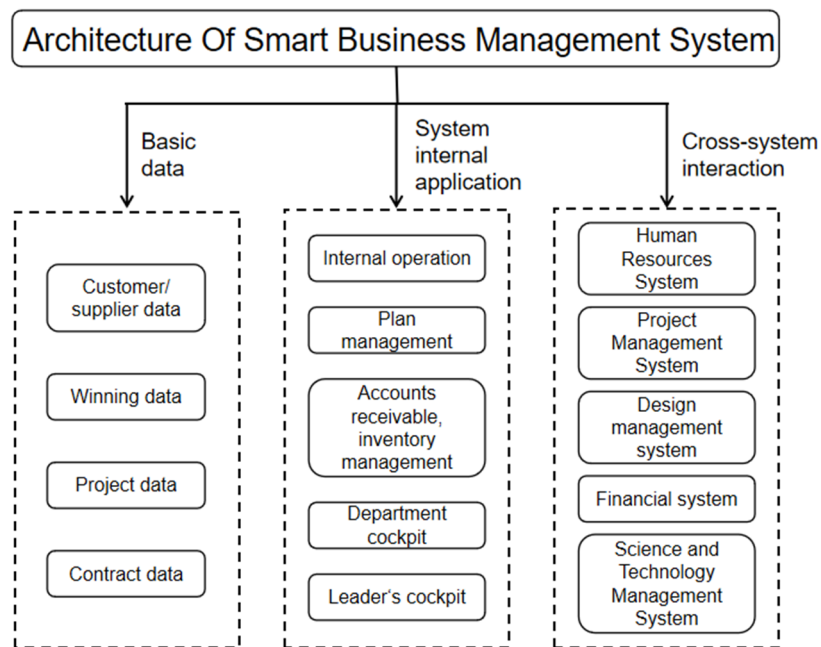 Architecture Of Smart Business Management System
Basic
data
System
internal
application
Cross-system
interaction
Customer/
supplier data
Winning data
Project data
Contract data
Internal operation
Plan
management
Accounts
receivable,
inventory
management
Department
cockpit
Leader‘s cockpit
Human
Resources
System
Project
Management
System
Design
management
system
Financial system
Science and
Technology
Management
System